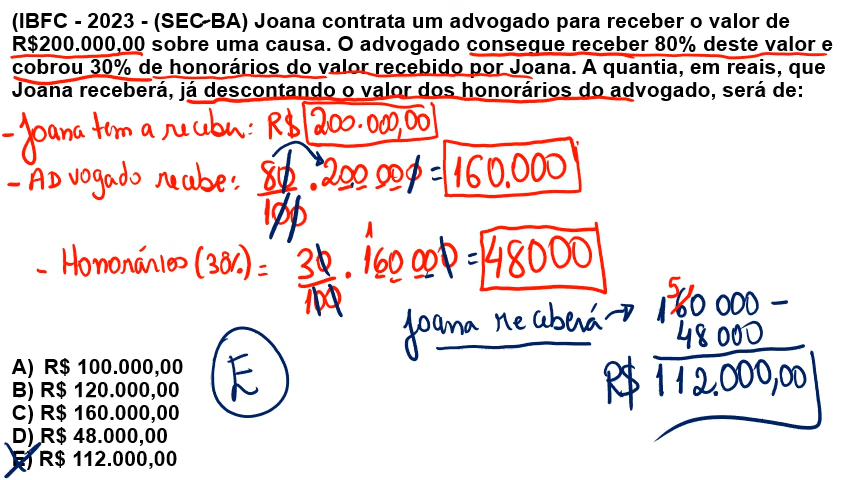 (IBFC - 2023 - (SEC-BA) Joana contrata um advogado para receber o valor de
R$200.000,00 sobre uma causa. O advogado consegue receber 80% deste valor e
cobrou 30% de honorários do valor recebido por Joana. A quantia, em reais, que
Joana receberá, já descontando o valor dos honorários do advogado, será de:
- Joana tem a receber: R$ 200.000,00
- ADvogado recebe: 80/100 . 200 000 = 160.000
1
- Honorários (30%) = 30/100 . 160 000 = 48000
5 1
Joana receberá → 160 000 -
48 000
R$ 112.000,00
E
A) R$ 100.000,00
B) R$ 120.000,00
C) R$ 160.000,00
D) R$ 48.000,00
E) R$ 112.000,00